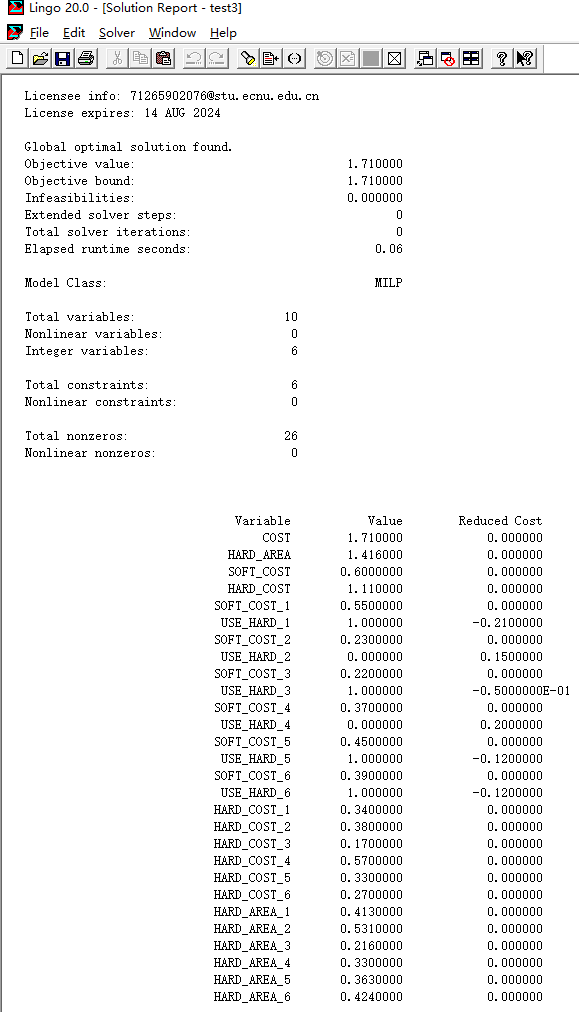 Lingo 20.0 - [Solution Report - test3]
File Edit Solver Window Help
Licensee info: 71265902076@stu.ecnu.edu.cn
License expires: 14 AUG 2024
Global optimal solution found.
Objective value: 1.710000
Objective bound: 1.710000
Infeasibilities: 0.000000
Extended solver steps: 0
Total solver iterations: 0
Elapsed runtime seconds: 0.06
Model Class: MILP
Total variables: 10
Nonlinear variables: 0
Integer variables: 6
Total constraints: 6
Nonlinear constraints: 0
Total nonzeros: 26
Nonlinear nonzeros: 0
Variable Value Reduced Cost
COST 1.710000 0.000000
HARD_AREA 1.416000 0.000000
SOFT_COST 0.6000000 0.000000
HARD_COST 1.110000 0.000000
SOFT_COST_1 0.5500000 0.000000
USE_HARD_1 1.000000 -0.2100000
SOFT_COST_2 0.2300000 0.000000
USE_HARD_2 0.000000 0.1500000
SOFT_COST_3 0.2200000 0.000000
USE_HARD_3 1.000000 -0.5000000E-01
SOFT_COST_4 0.3700000 0.000000
USE_HARD_4 0.000000 0.2000000
SOFT_COST_5 0.4500000 0.000000
USE_HARD_5 1.000000 -0.1200000
SOFT_COST_6 0.3900000 0.000000
USE_HARD_6 1.000000 -0.1200000
HARD_COST_1 0.3400000 0.000000
HARD_COST_2 0.3800000 0.000000
HARD_COST_3 0.1700000 0.000000
HARD_COST_4 0.5700000 0.000000
HARD_COST_5 0.3300000 0.000000
HARD_COST_6 0.2700000 0.000000
HARD_AREA_1 0.4130000 0.000000
HARD_AREA_2 0.5310000 0.000000
HARD_AREA_3 0.2160000 0.000000
HARD_AREA_4 0.3300000 0.000000
HARD_AREA_5 0.3630000 0.000000
HARD_AREA_6 0.4240000 0.000000